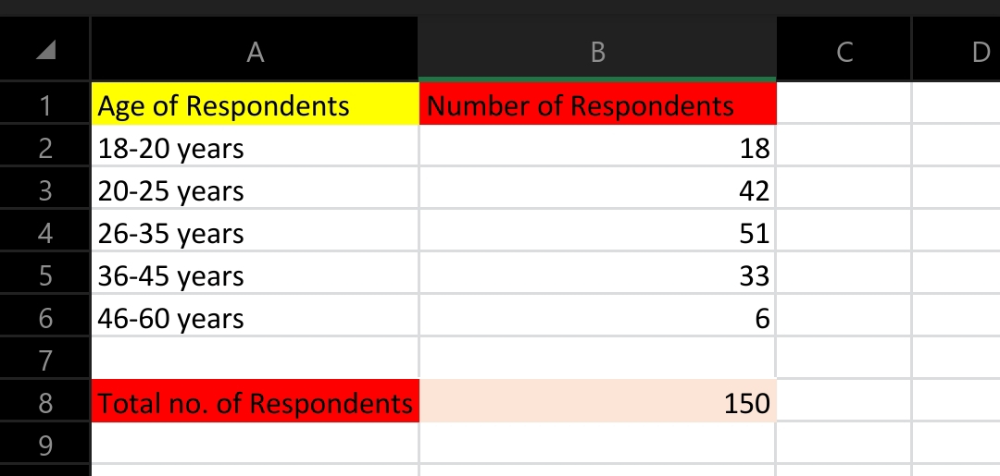 A B C D
1 Age of Respondents Number of Respondents
2 18-20 years 18
3 20-25 years 42
4 26-35 years 51
5 36-45 years 33
6 46-60 years 6
7
8 Total no. of Respondents 150
9